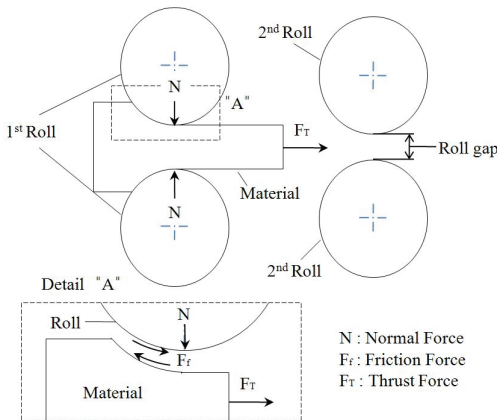 2nd Roll
N
"A"
1st Roll
FT
Roll gap
Material
N
2nd Roll
Detail "A"
N
Roll
Ff
FT
Material
N : Normal Force
Ff : Friction Force
FT : Thrust Force